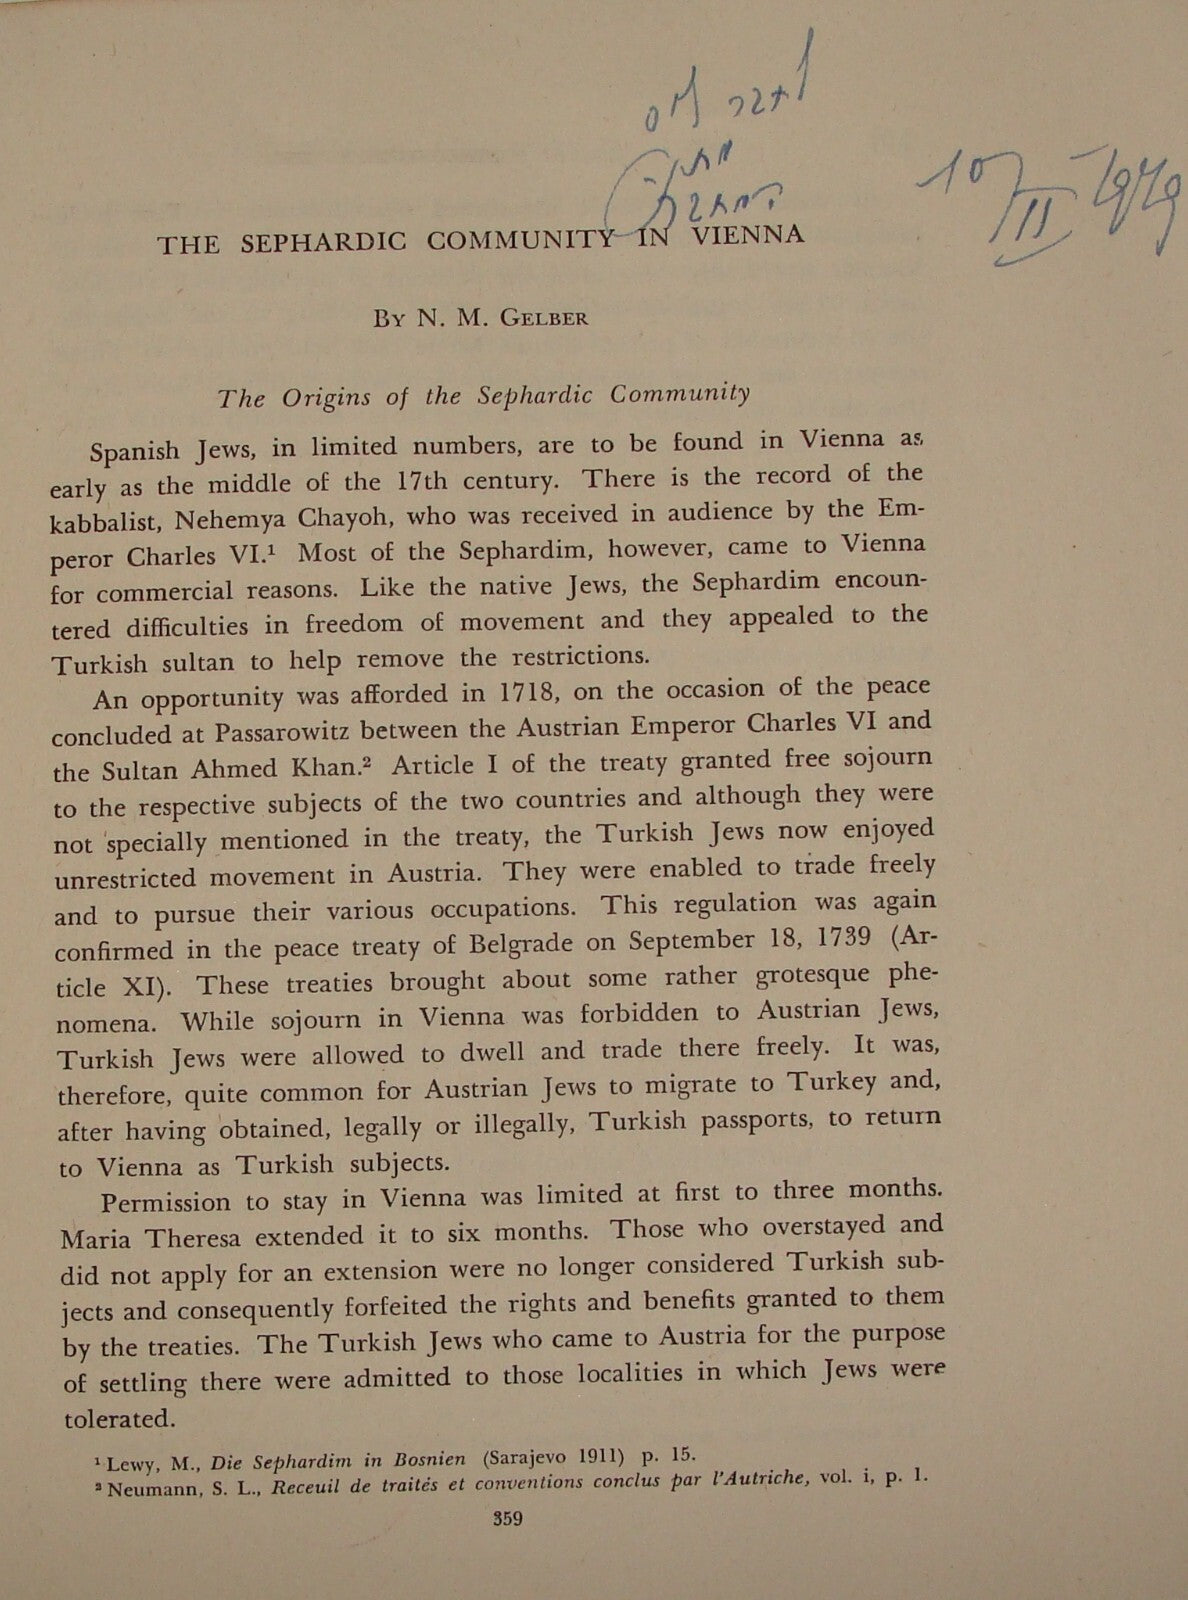 10/II 1949
THE SEPHARDIC COMMUNITY IN VIENNA
By N. M. Gelber
The Origins of the Sephardic Community
Spanish Jews, in limited numbers, are to be found in Vienna as
early as the middle of the 17th century. There is the record of the
kabbalist, Nehemya Chayoh, who was received in audience by the Em-
peror Charles VI.¹ Most of the Sephardim, however, came to Vienna
for commercial reasons. Like the native Jews, the Sephardim encoun-
tered difficulties in freedom of movement and they appealed to the
Turkish sultan to help remove the restrictions.
An opportunity was afforded in 1718, on the occasion of the peace
concluded at Passarowitz between the Austrian Emperor Charles VI and
the Sultan Ahmed Khan.² Article I of the treaty granted free sojourn
to the respective subjects of the two countries and although they were
not specially mentioned in the treaty, the Turkish Jews now enjoyed
unrestricted movement in Austria. They were enabled to trade freely
and to pursue their various occupations. This regulation was again
confirmed in the peace treaty of Belgrade on September 18, 1739 (Ar-
ticle XI). These treaties brought about some rather grotesque phe-
nomena. While sojourn in Vienna was forbidden to Austrian Jews,
Turkish Jews were allowed to dwell and trade there freely. It was,
therefore, quite common for Austrian Jews to migrate to Turkey and,
after having obtained, legally or illegally, Turkish passports, to return
to Vienna as Turkish subjects.
Permission to stay in Vienna was limited at first to three months.
Maria Theresa extended it to six months. Those who overstayed and
did not apply for an extension were no longer considered Turkish sub-
jects and consequently forfeited the rights and benefits granted to them
by the treaties. The Turkish Jews who came to Austria for the purpose
of settling there were admitted to those localities in which Jews were
tolerated.
¹ Lewy, M., Die Sephardim in Bosnien (Sarajevo 1911) p. 15.
² Neumann, S. L., Receuil de traités et conventions conclus par l'Autriche, vol. i, p. 1.
359